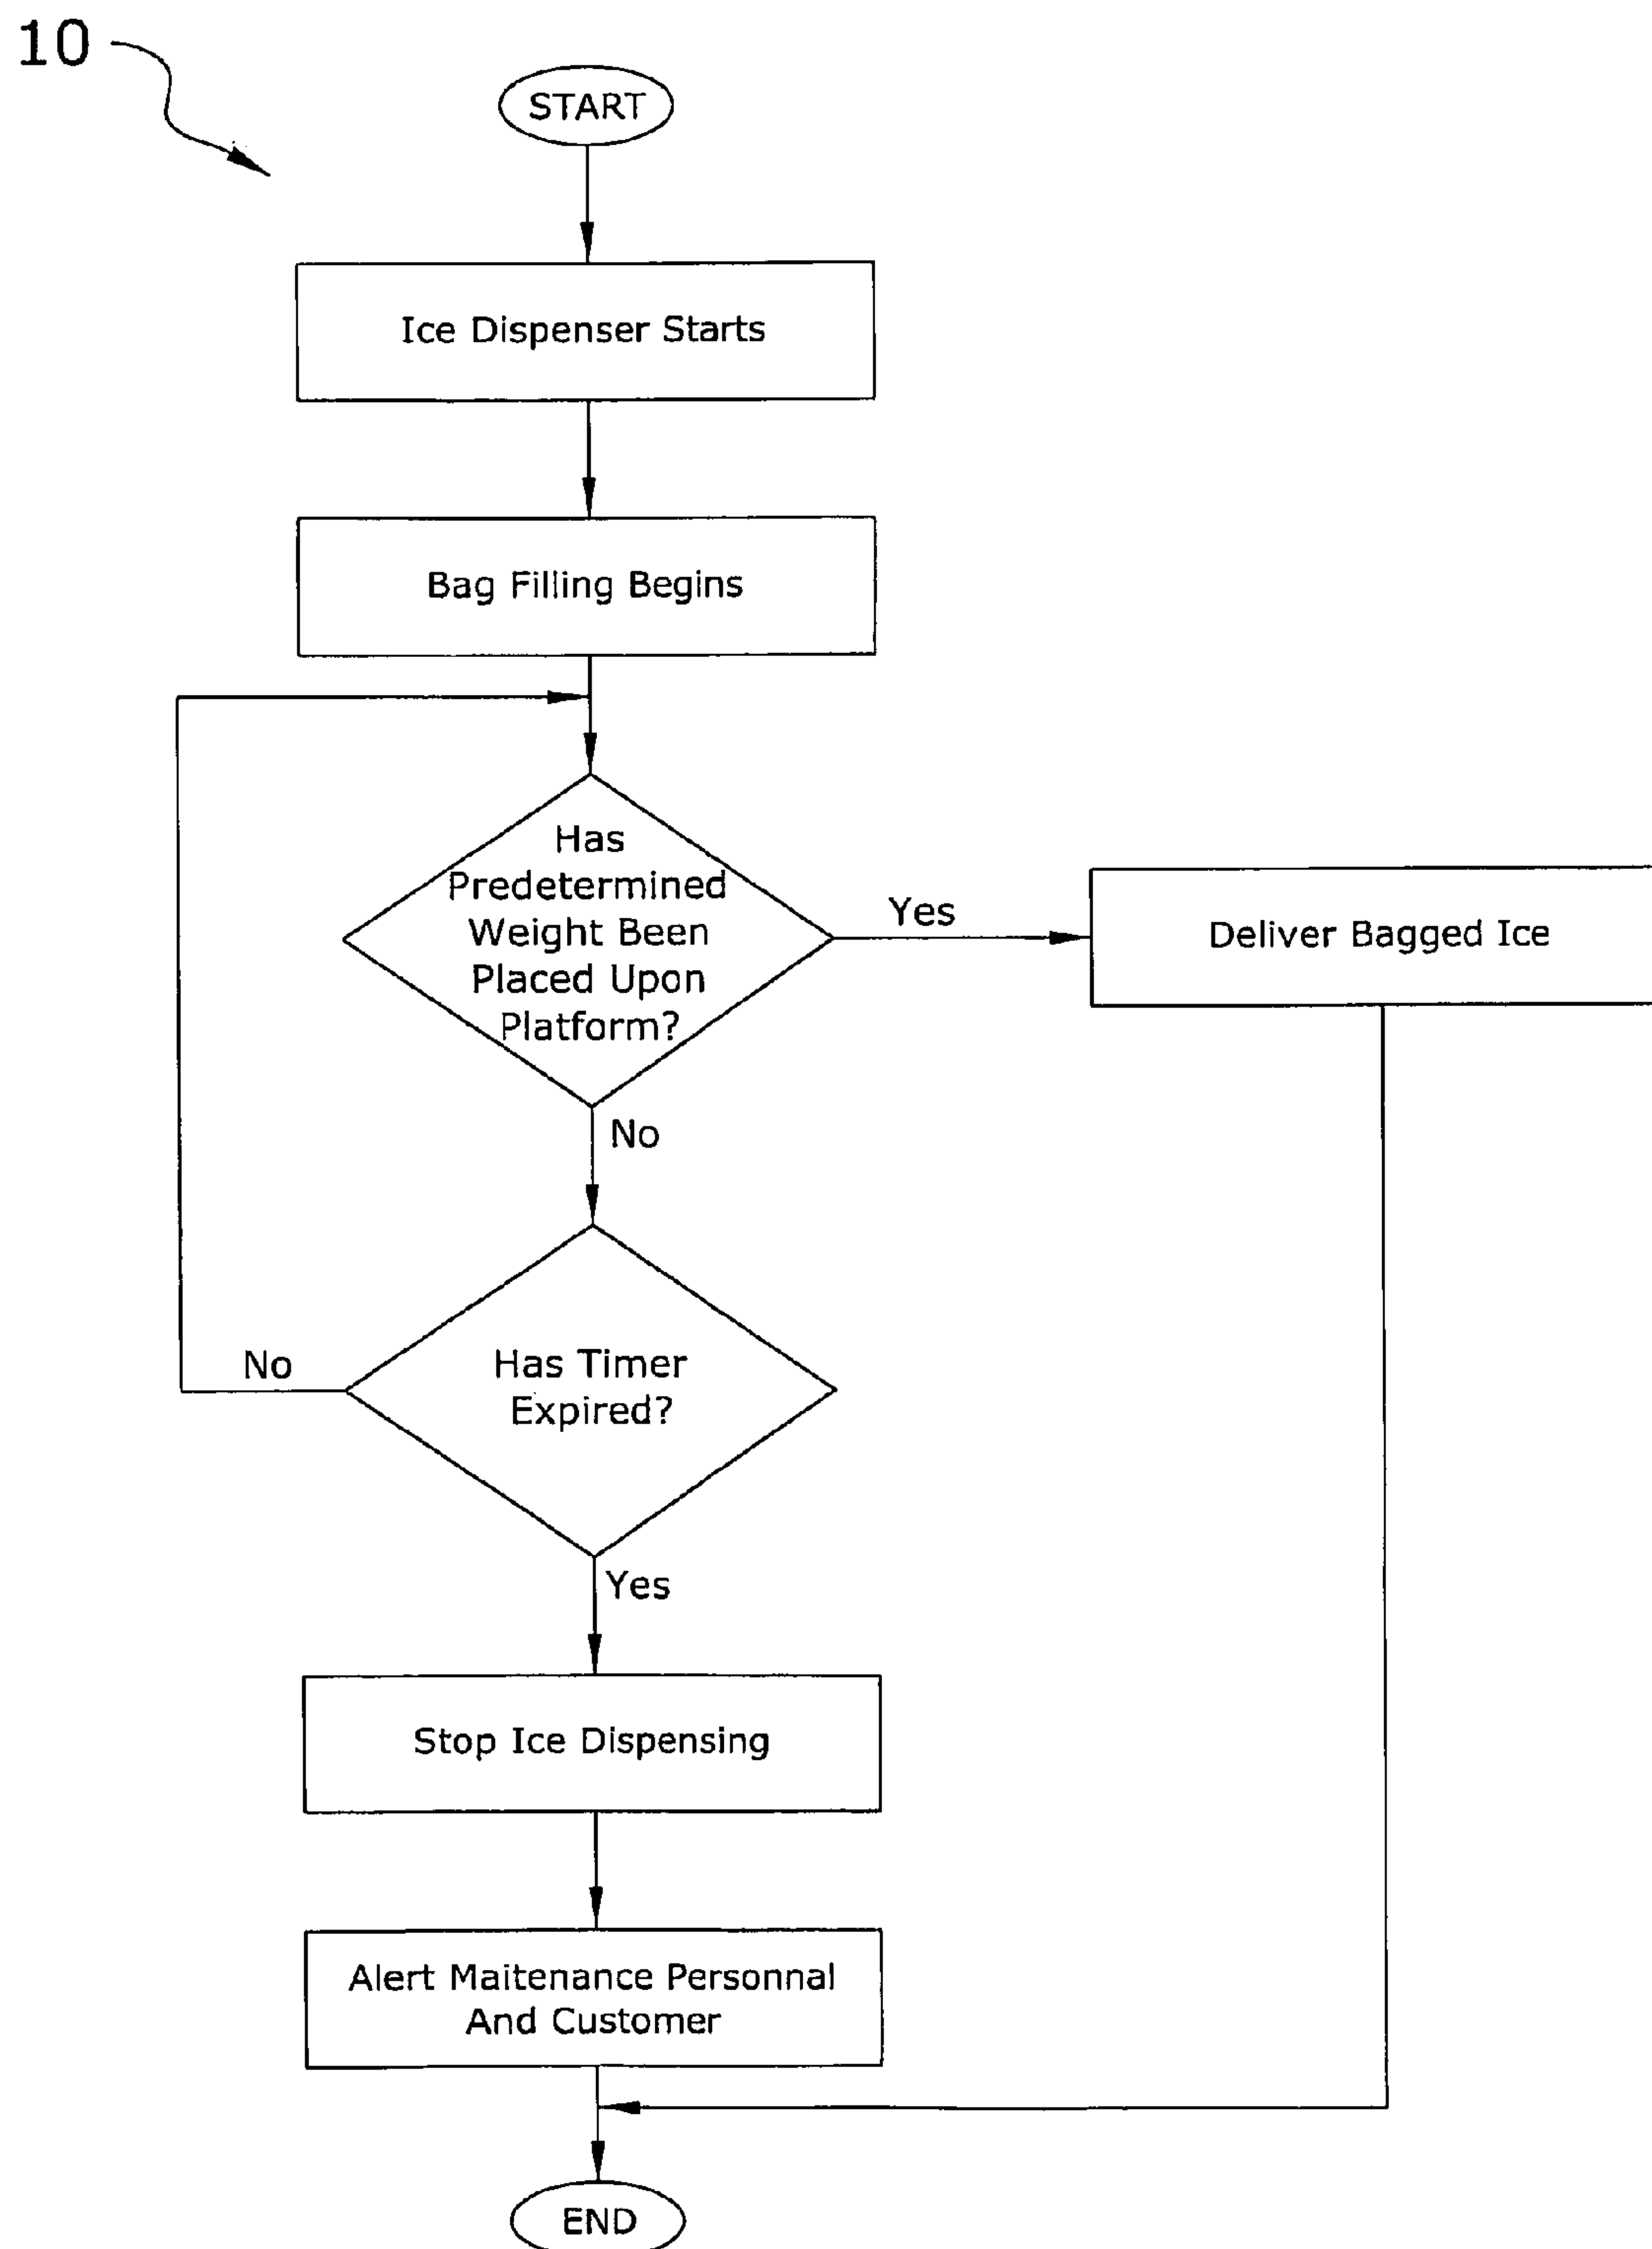 10
START
Ice Dispenser Starts
Bag Filling Begins
Has
Predetermined
Weight Been
Placed Upon
Platform?
Yes
Deliver Bagged Ice
No
Has Timer
Expired?
No
Yes
Stop Ice Dispensing
Alert Maitenance Personnal
And Customer
END